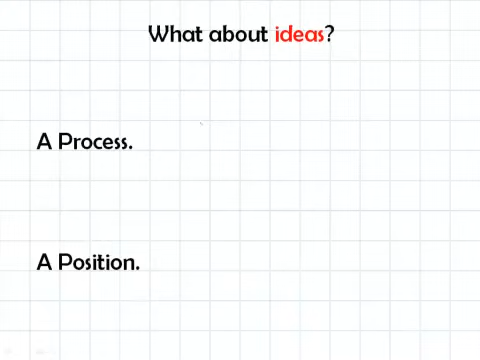 What about ideas?
A Process.
A Position.